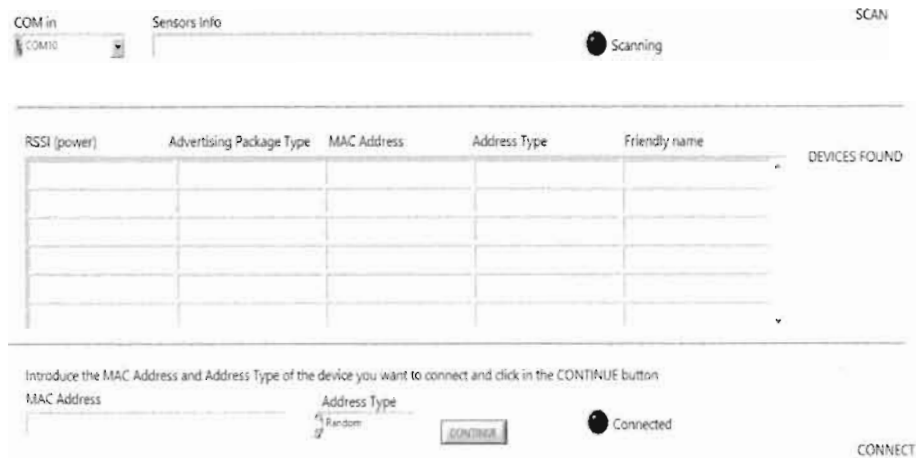 COM in Sensors Info SCAN
COM10 Scanning
RSSI (power) Advertising Package Type MAC Address Address Type Friendly name
DEVICES FOUND
Introduce the MAC Address and Address Type of the device you want to connect and click in the CONTINUE button
MAC Address Address Type
Random CONTINUE Connected
CONNECT